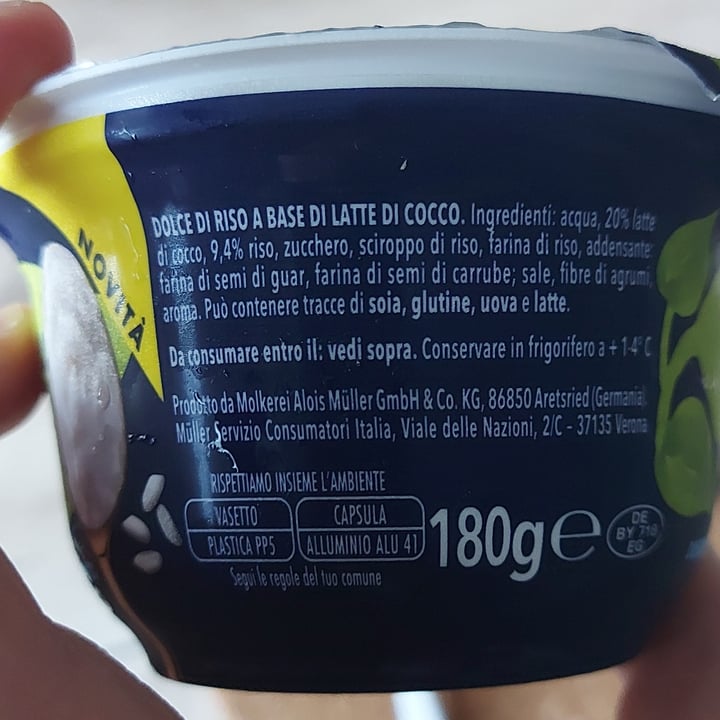 NOVITÀ
DOLCE DI RISO A BASE DI LATTE DI COCCO. Ingredienti: acqua, 20% latte
di cocco, 9,4% riso, zucchero, sciroppo di riso, farina di riso, addensante:
farina di semi di guar, farina di semi di carrube; sale, fibre di agrumi,
aroma. Può contenere tracce di soia, glutine, uova e latte.
Da consumare entro il: vedi sopra. Conservare in frigorifero a + 1-4° C
Prodotto da Molkerei Alois Müller GmbH & Co. KG, 86850 Aretsried (Germania).
Müller Servizio Consumatori Italia, Viale delle Nazioni, 2/C - 37135 Verona
RISPETTIAMO INSIEME L'AMBIENTE
VASETTO CAPSULA
PLASTICA PP5 ALLUMINIO ALU 41
Segui le regole del tuo comune
180g e
DE
BY 718
EG